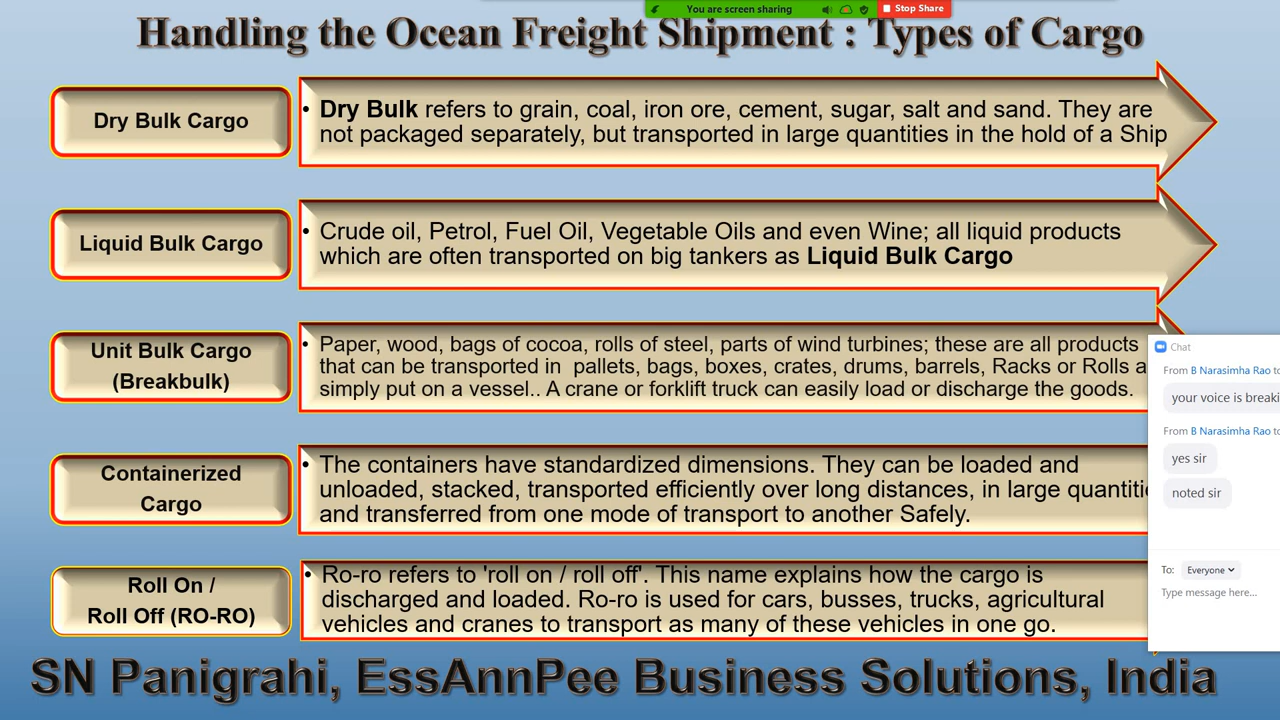 You are screen sharing
Stop Share
Handling the Ocean Freight Shipment : Types of Cargo
Dry Bulk Cargo
• Dry Bulk refers to grain, coal, iron ore, cement, sugar, salt and sand. They are
not packaged separately, but transported in large quantities in the hold of a Ship
Liquid Bulk Cargo
• Crude oil, Petrol, Fuel Oil, Vegetable Oils and even Wine; all liquid products
which are often transported on big tankers as Liquid Bulk Cargo
Unit Bulk Cargo
(Breakbulk)
• Paper, wood, bags of cocoa, rolls of steel, parts of wind turbines; these are all products
that can be transported in pallets, bags, boxes, crates, drums, barrels, Racks or Rolls a
simply put on a vessel.. A crane or forklift truck can easily load or discharge the goods.
Containerized
Cargo
• The containers have standardized dimensions. They can be loaded and
unloaded, stacked, transported efficiently over long distances, in large quantitie
and transferred from one mode of transport to another Safely.
Roll On /
Roll Off (RO-RO)
• Ro-ro refers to 'roll on / roll off'. This name explains how the cargo is
discharged and loaded. Ro-ro is used for cars, busses, trucks, agricultural
vehicles and cranes to transport as many of these vehicles in one go.
Chat
From B Narasimha Rao to
your voice is breaki
From B Narasimha Rao to
yes sir
noted sir
To: Everyone
Type message here...
SN Panigrahi, EssAnnPee Business Solutions, India